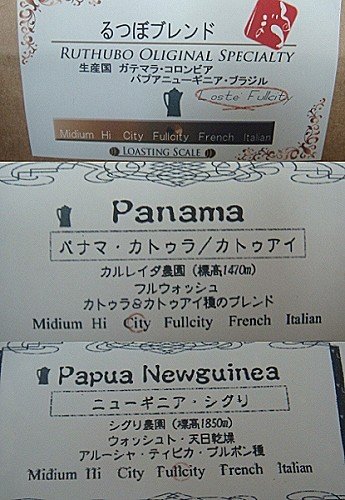 るつぼブレンド
RUTHUBO OLIGINAL SPECIALTY
生産国 ガテマラ・コロンビア
パプアニューギニア・ブラジル
Loste Fullcity
Midium Hi City Fullcity French Italian
LOASTING SCALE
Panama
パナマ・カトゥラ/カトゥアイ
カルレイダ農園(標高1470m)
フルウォッシュ
カトゥラ&カトゥアイ種のブレンド
Midium Hi City Fullcity French Italian
Papua Newguinea
ニューギニア・シグリ
シグリ農園(標高1850m)
ウォッシュト・天日乾燥
アルーシャ・ティピカ・ブルボン種
Midium Hi City Fullcity French Italian